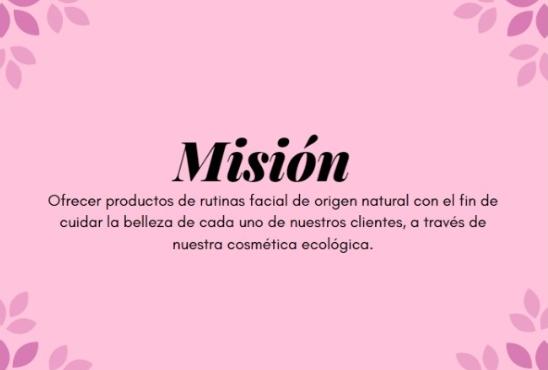 Misión
Ofrecer productos de rutinas facial de origen natural con el fin de
cuidar la belleza de cada uno de nuestros clientes, a través de
nuestra cosmética ecológica.